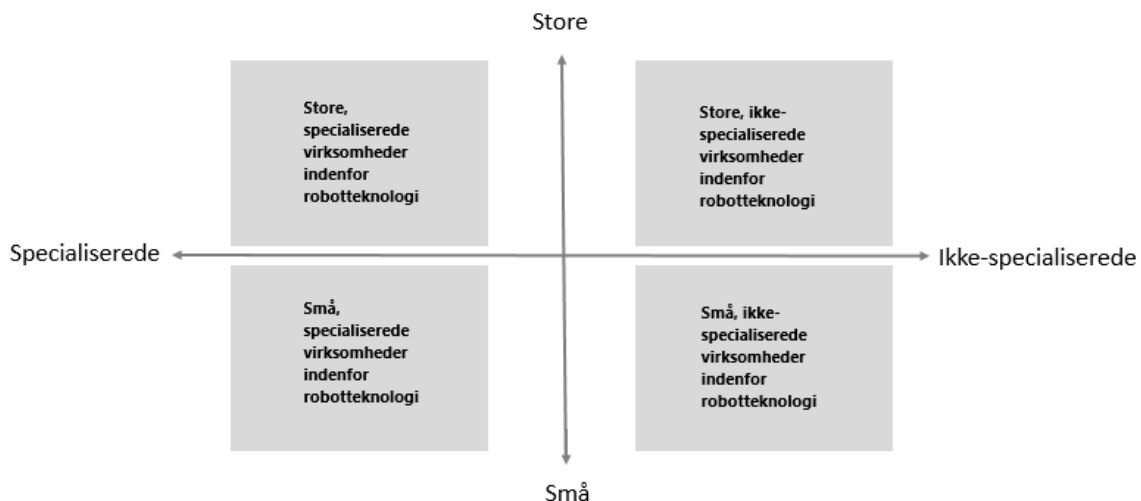 Store
Store,
specialiserede
virksomheder
indenfor
robotteknologi
Store, ikke-
specialiserede
virksomheder
indenfor
robotteknologi
Specialiserede
Ikke-specialiserede
Små,
specialiserede
virksomheder
indenfor
robotteknologi
Små, ikke-
specialiserede
virksomheder
indenfor
robotteknologi
Små